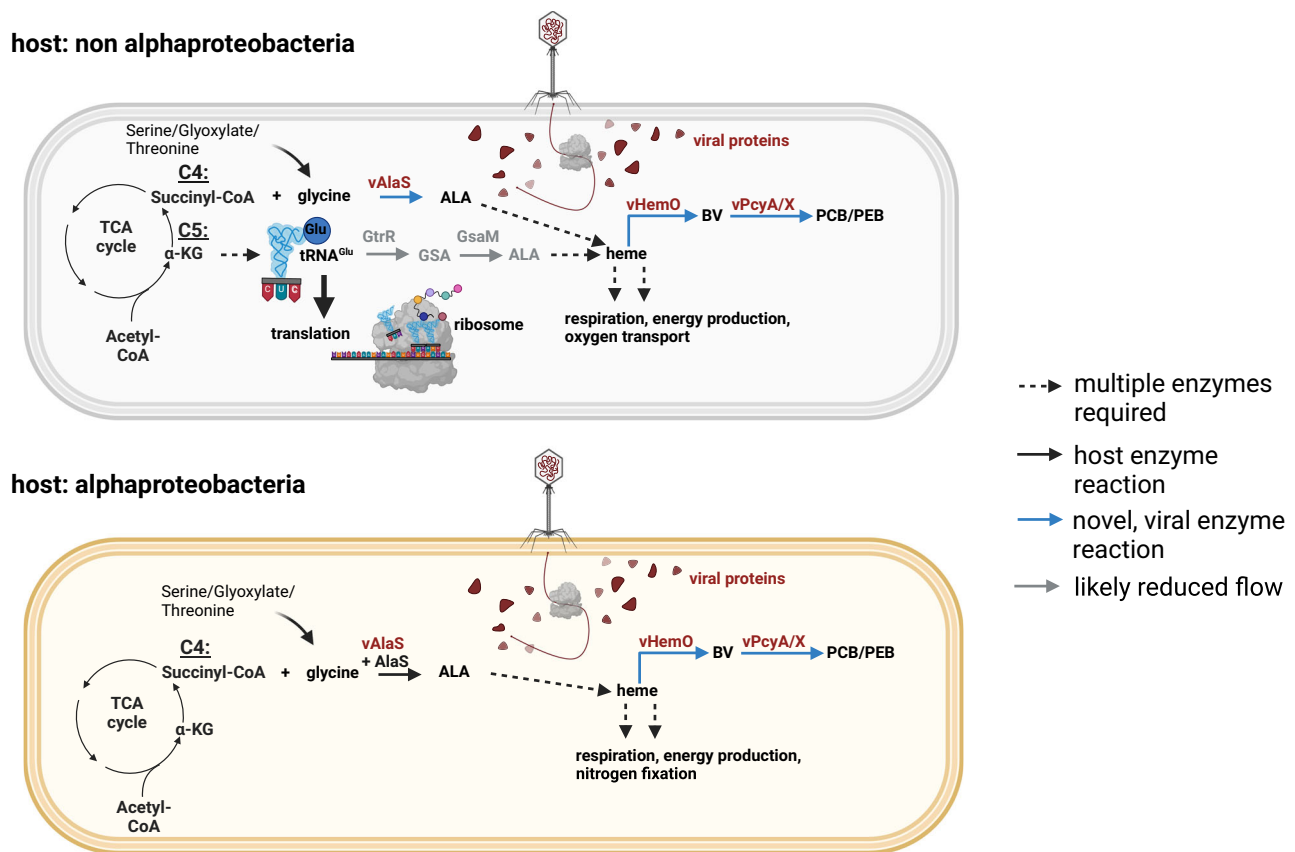 host: non alphaproteobacteria
viral proteins
Serine/Glyoxylate/
Threonine
C4:
Succinyl-CoA + glycine
vAlaS
ALA
vHemO
BV
vPcyA/X
PCB/PEB
TCA
cycle
C5:
α-KG
Glu
tRNAGlu
GtrR
GSA
GsaM
ALA
heme
C U C
translation
ribosome
Acetyl-
CoA
respiration, energy production,
oxygen transport
multiple enzymes
required
host enzyme
reaction
novel, viral enzyme
reaction
likely reduced flow
host: alphaproteobacteria
viral proteins
Serine/Glyoxylate/
Threonine
C4:
Succinyl-CoA + glycine
vAlaS
+ AlaS
ALA
vHemO
BV
vPcyA/X
PCB/PEB
heme
TCA
cycle
α-KG
respiration, energy production,
nitrogen fixation
Acetyl-
CoA